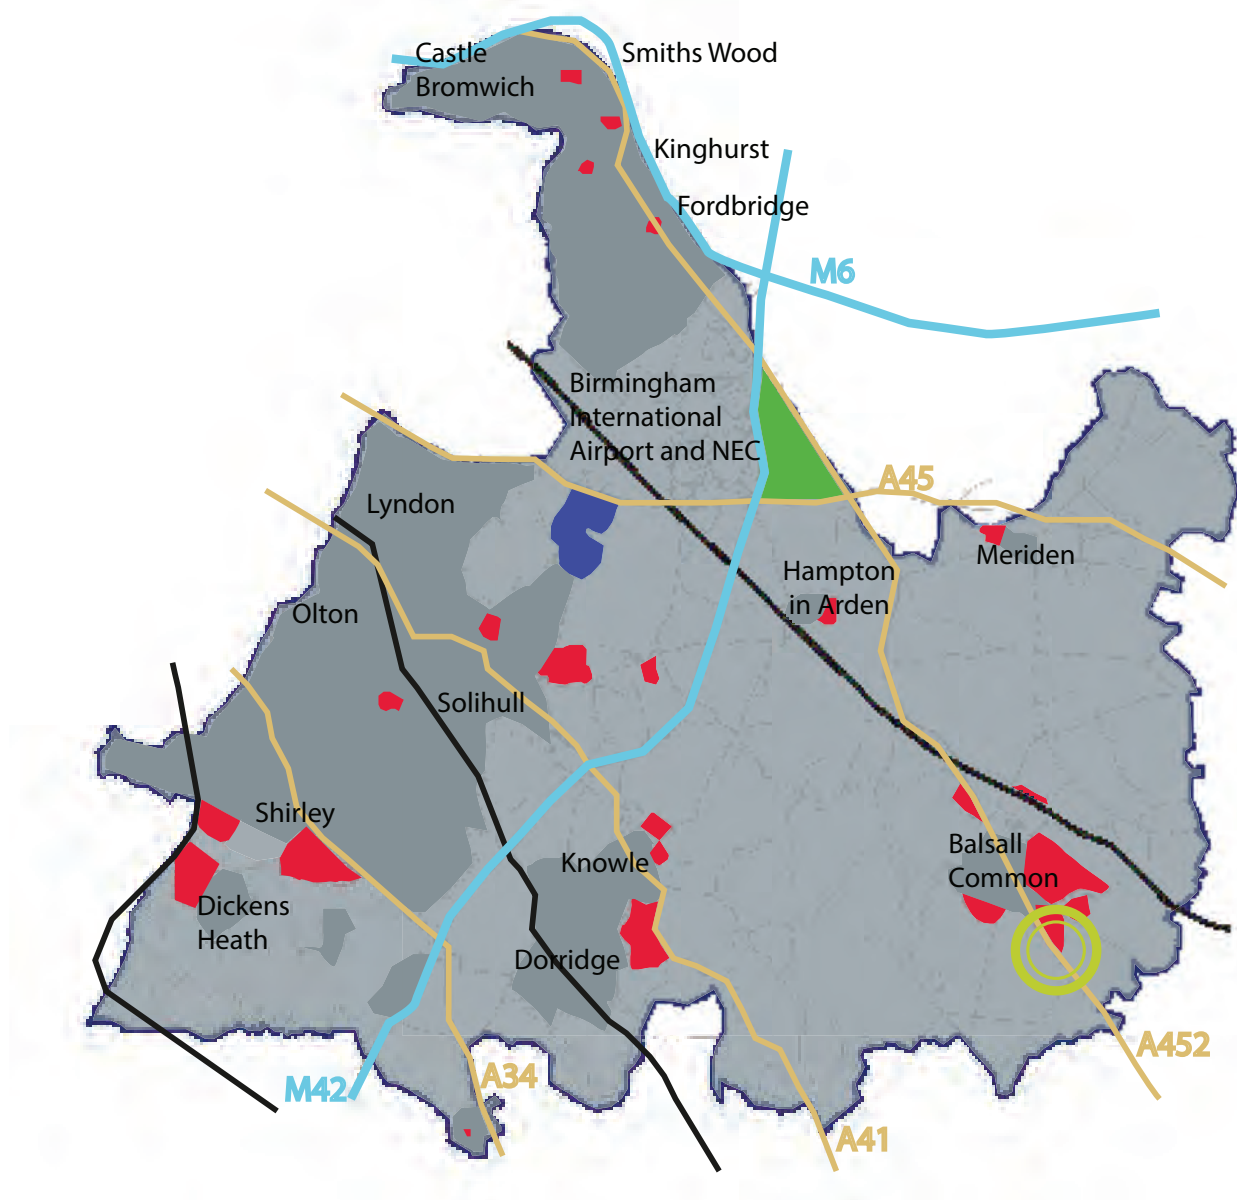 Castle
Bromwich
Smiths Wood
Kinghurst
Fordbridge
M6
Birmingham
International
Airport and NEC
A45
Lyndon
Meriden
Hampton
in Arden
Olton
Solihull
Shirley
Balsall
Common
Knowle
Dickens
Heath
Dorridge
A452
A34
M42
A41